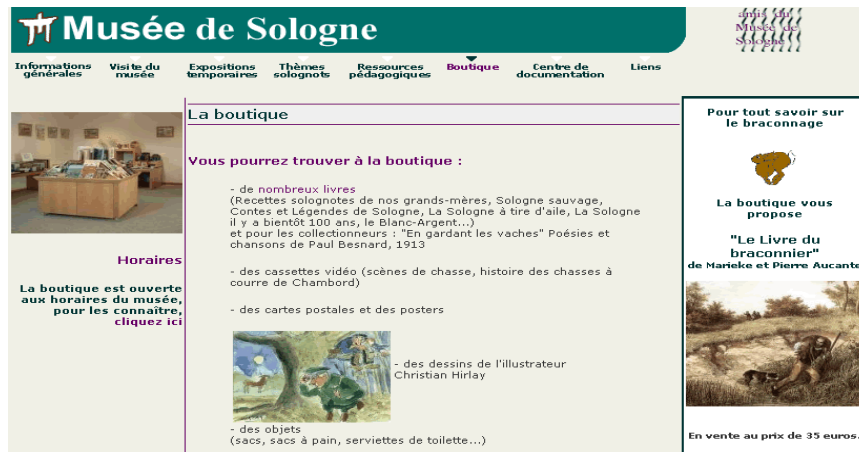 Musée de Sologne
amis du
Musée de
Sologne
Informations générales
Visite du musée
Expositions temporaires
Thèmes solognots
Ressources pédagogiques
Boutique
Centre de documentation
Liens
Horaires
La boutique est ouverte
aux horaires du musée,
pour les connaître,
cliquez ici
La boutique
Vous pourrez trouver à la boutique :
- de nombreux livres
(Recettes solognotes de nos grands-mères, Sologne sauvage,
Contes et Légendes de Sologne, La Sologne à tire d'aile, La Sologne
il y a bientôt 100 ans, le Blanc-Argent...)
et pour les collectionneurs : "En gardant les vaches" Poésies et
chansons de Paul Besnard, 1913
- des cassettes vidéo (scènes de chasse, histoire des chasses à
courre de Chambord)
- des cartes postales et des posters
- des dessins de l'illustrateur
Christian Hirlay
- des objets
(sacs, sacs à pain, serviettes de toilette...)
Pour tout savoir sur
le braconnage
La boutique vous
propose
"Le Livre du
braconnier"
de Marieke et Pierre Aucante
En vente au prix de 35 euros.